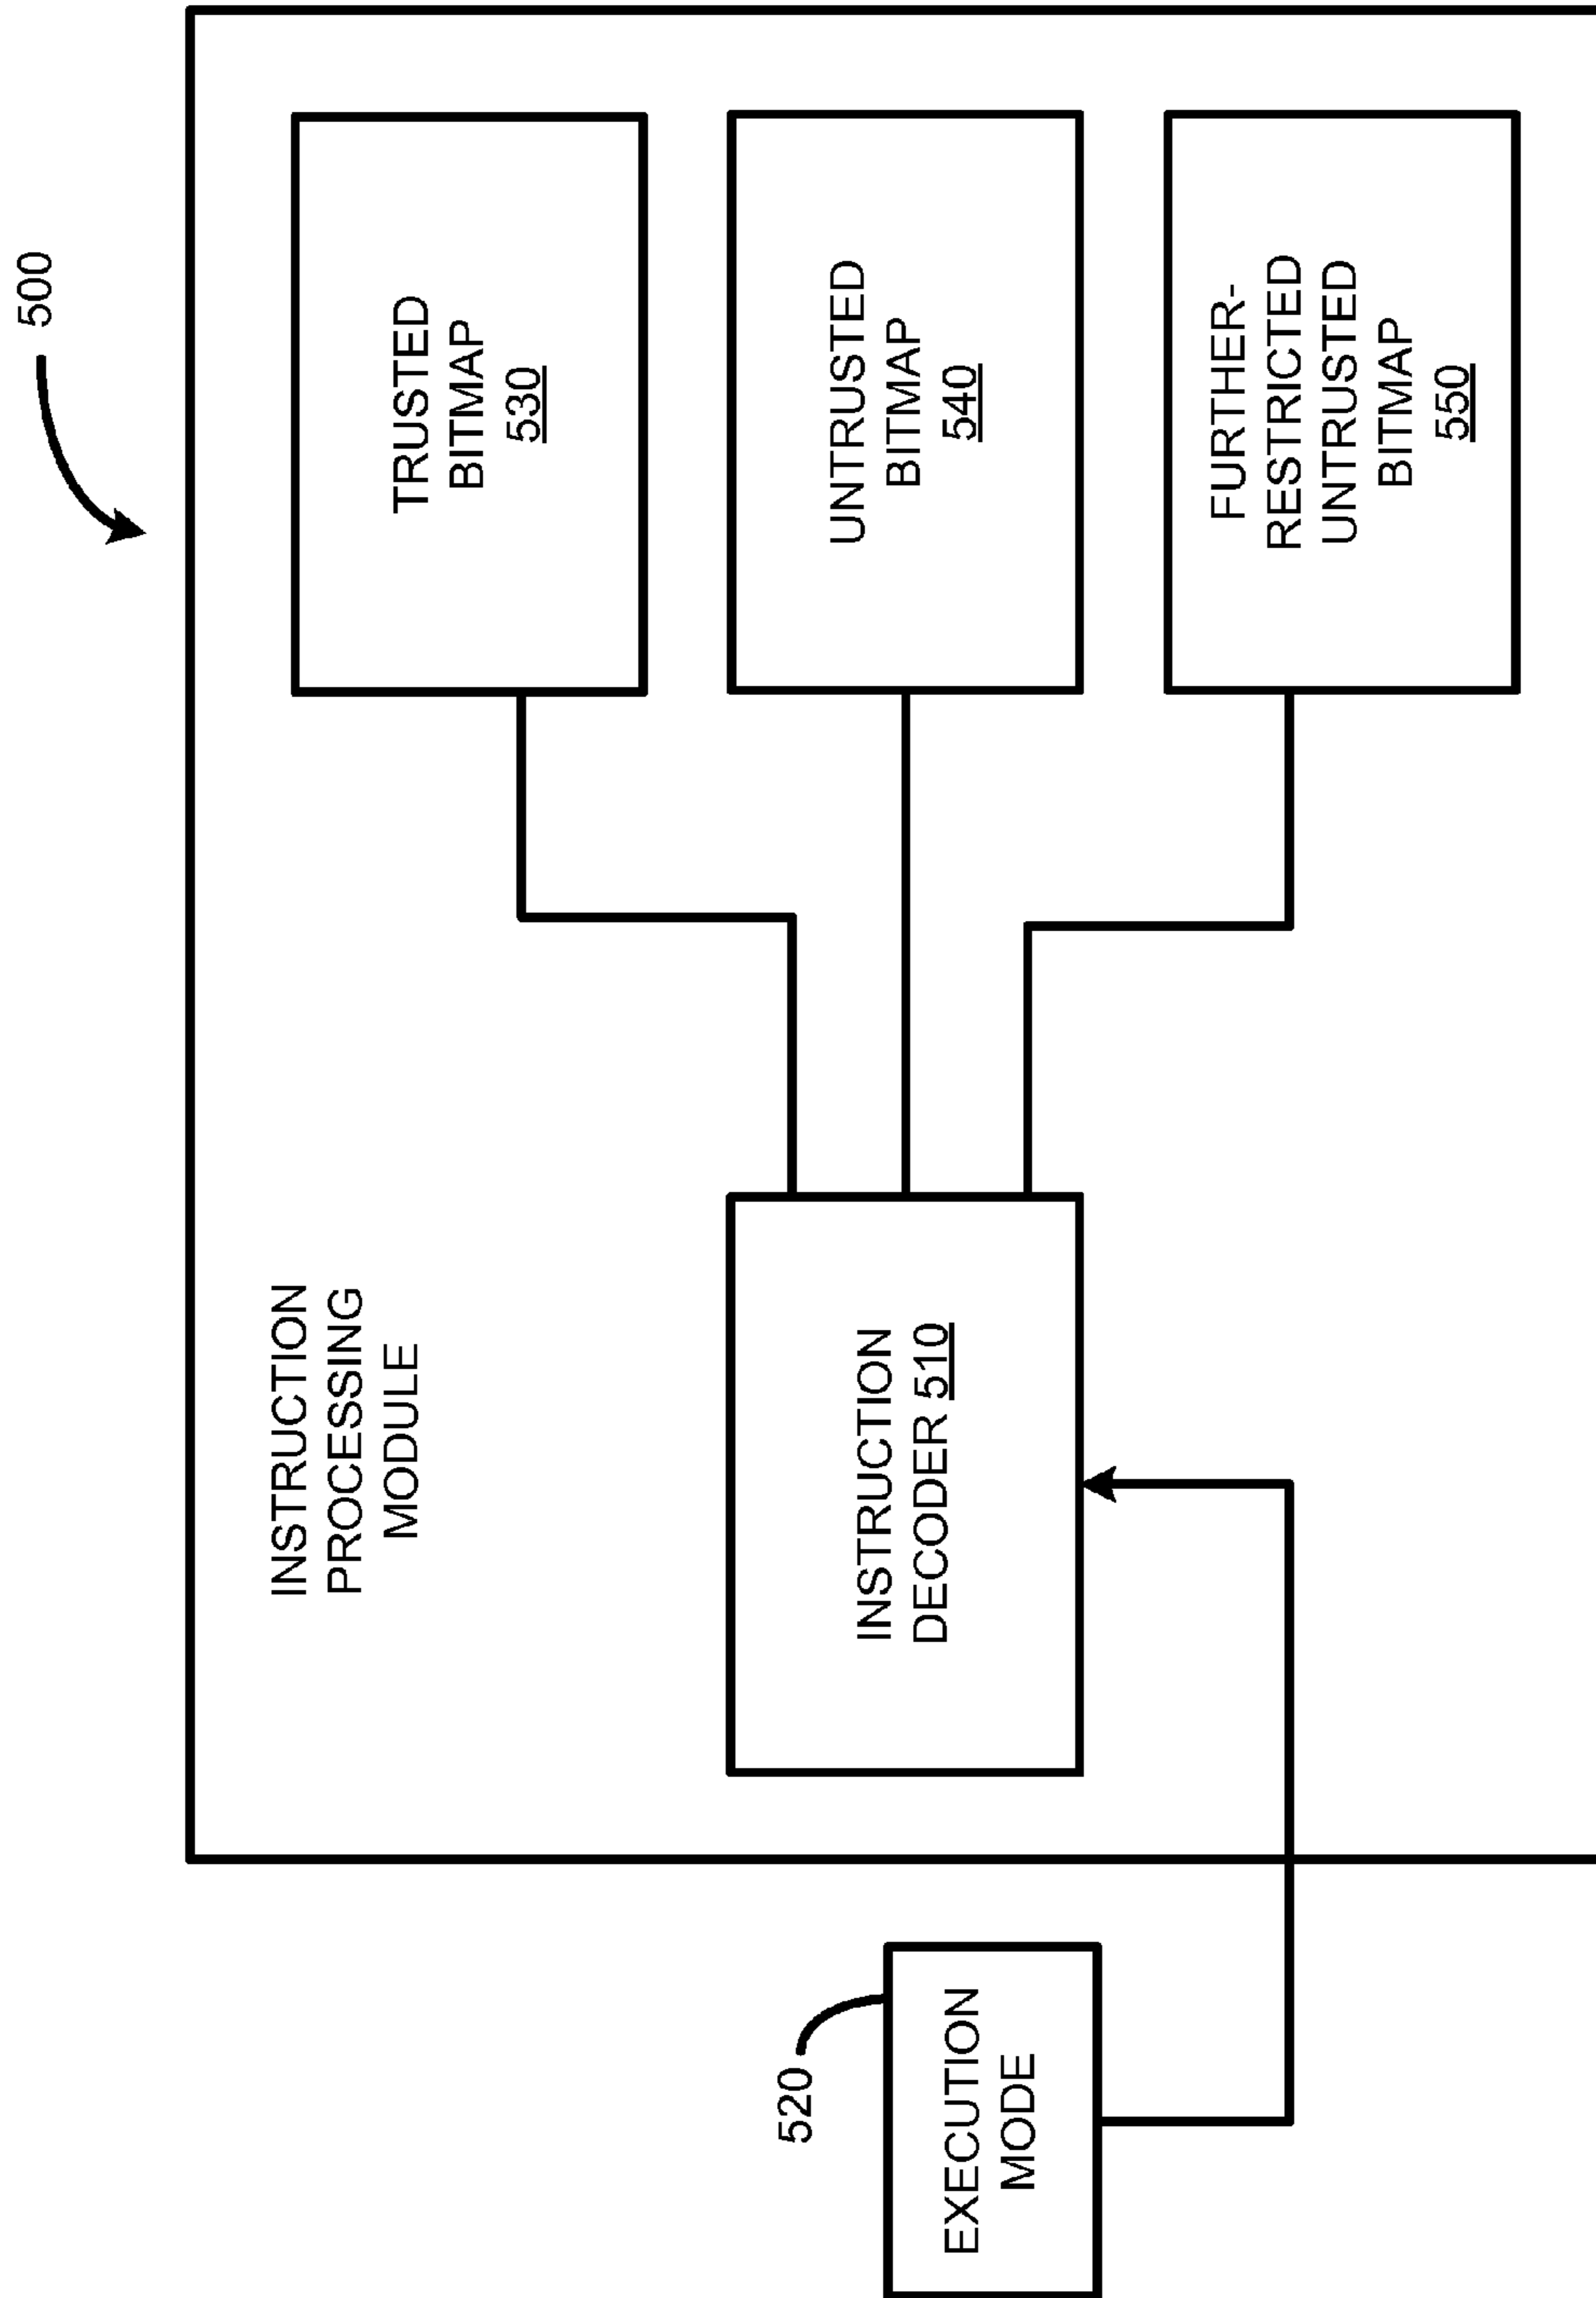 500
INSTRUCTION
PROCESSING
MODULE
TRUSTED
BITMAP
530
520
EXECUTION
MODE
INSTRUCTION
DECODER 510
UNTRUSTED
BITMAP
540
FURTHER-
RESTRICTED
UNTRUSTED
BITMAP
550